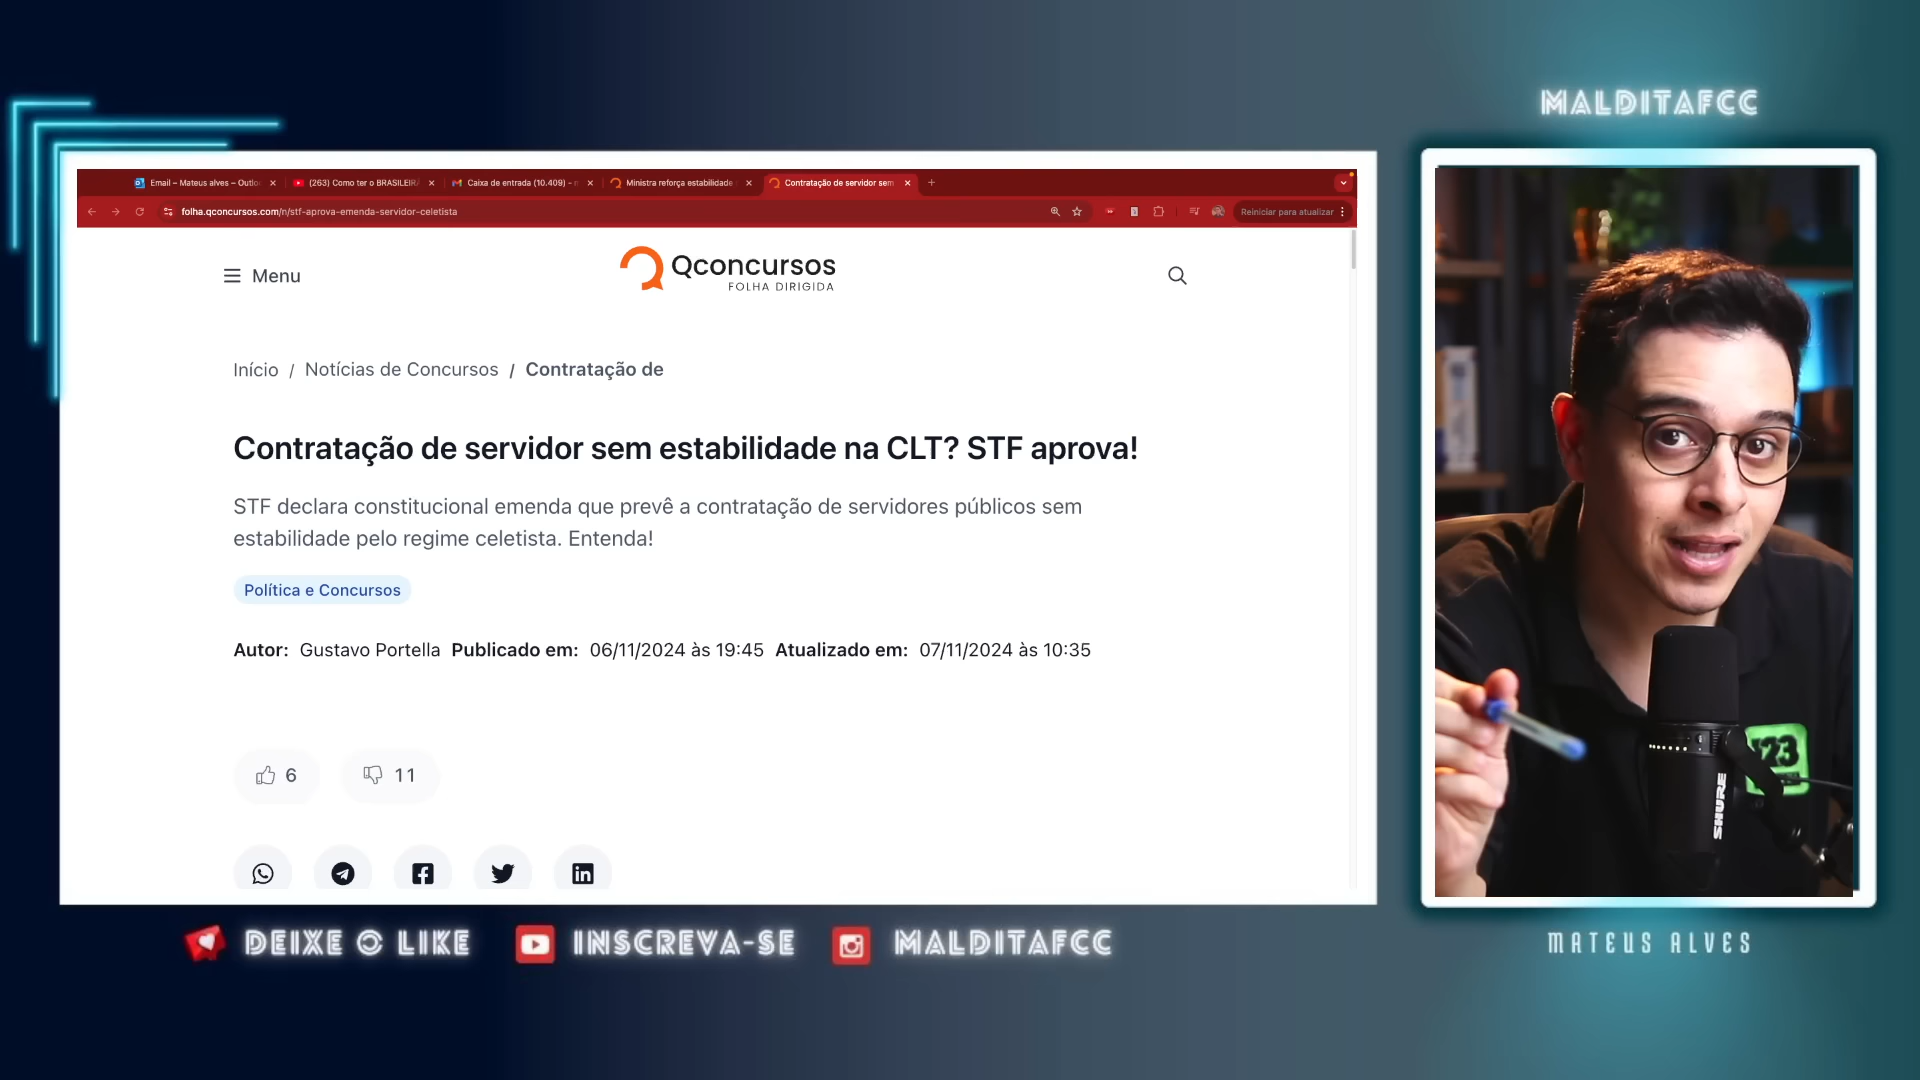 MALDITAFCC
Email – Mateus alves – Outlo
(263) Como ter o BRASILEIRA
Caixa de entrada (10.409) -
Ministra reforça estabilidade
Contratação de servidor sem
folha.qconcursos.com/n/stf-aprova-emenda-servidor-celetista
Reiniciar para atualizar
Menu
Qconcursos
FOLHA DIRIGIDA
Início / Notícias de Concursos / Contratação de
Contratação de servidor sem estabilidade na CLT? STF aprova!
STF declara constitucional emenda que prevê a contratação de servidores públicos sem
estabilidade pelo regime celetista. Entenda!
Política e Concursos
Autor: Gustavo Portella Publicado em: 06/11/2024 às 19:45 Atualizado em: 07/11/2024 às 10:35
6
11
SHURE
DEIXE O LIKE
INSCREVA-SE
MALDITAFCC
MATEUS ALVES